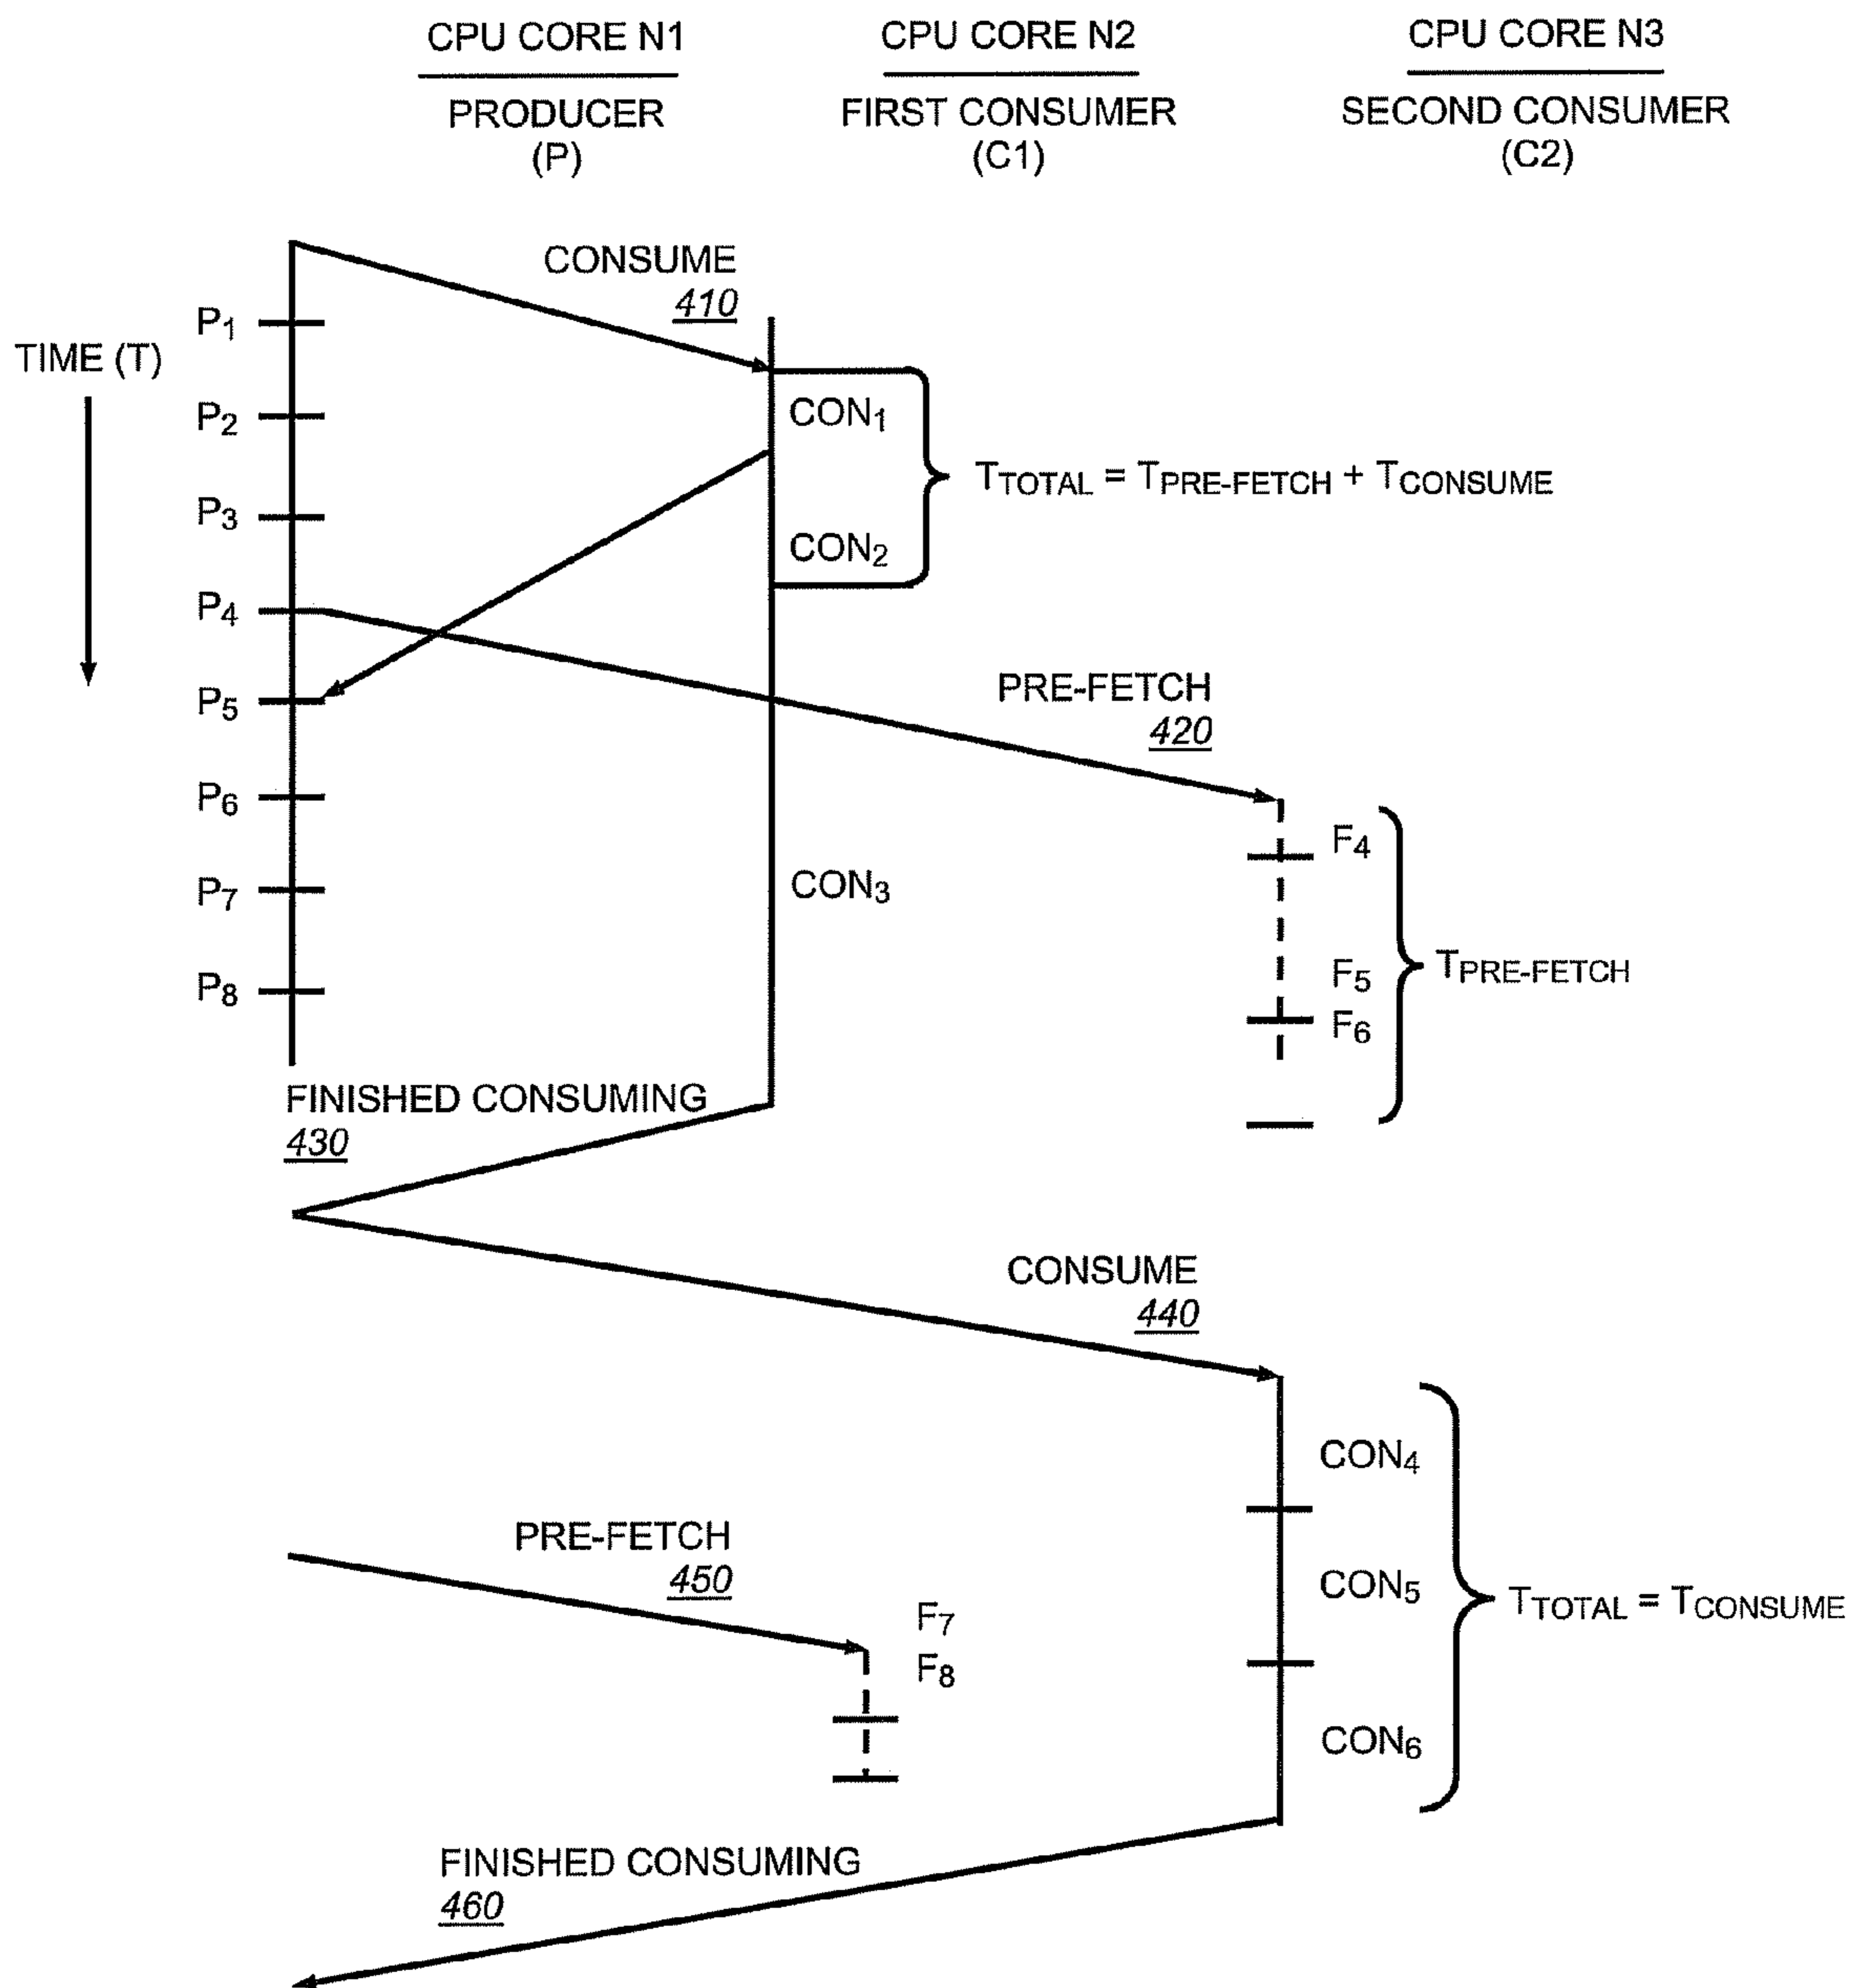 CPU CORE N1
PRODUCER
(P)
CPU CORE N2
FIRST CONSUMER
(C1)
CPU CORE N3
SECOND CONSUMER
(C2)
TIME (T)
P1
P2
P3
P4
P5
P6
P7
P8
CONSUME
410
CON1
CON2
TTOTAL = TPRE-FETCH + TCONSUME
PRE-FETCH
420
CON3
F4
F5
F6
TPRE-FETCH
FINISHED CONSUMING
430
CONSUME
440
CON4
CON5
CON6
TTOTAL = TCONSUME
PRE-FETCH
450
F7
F8
FINISHED CONSUMING
460